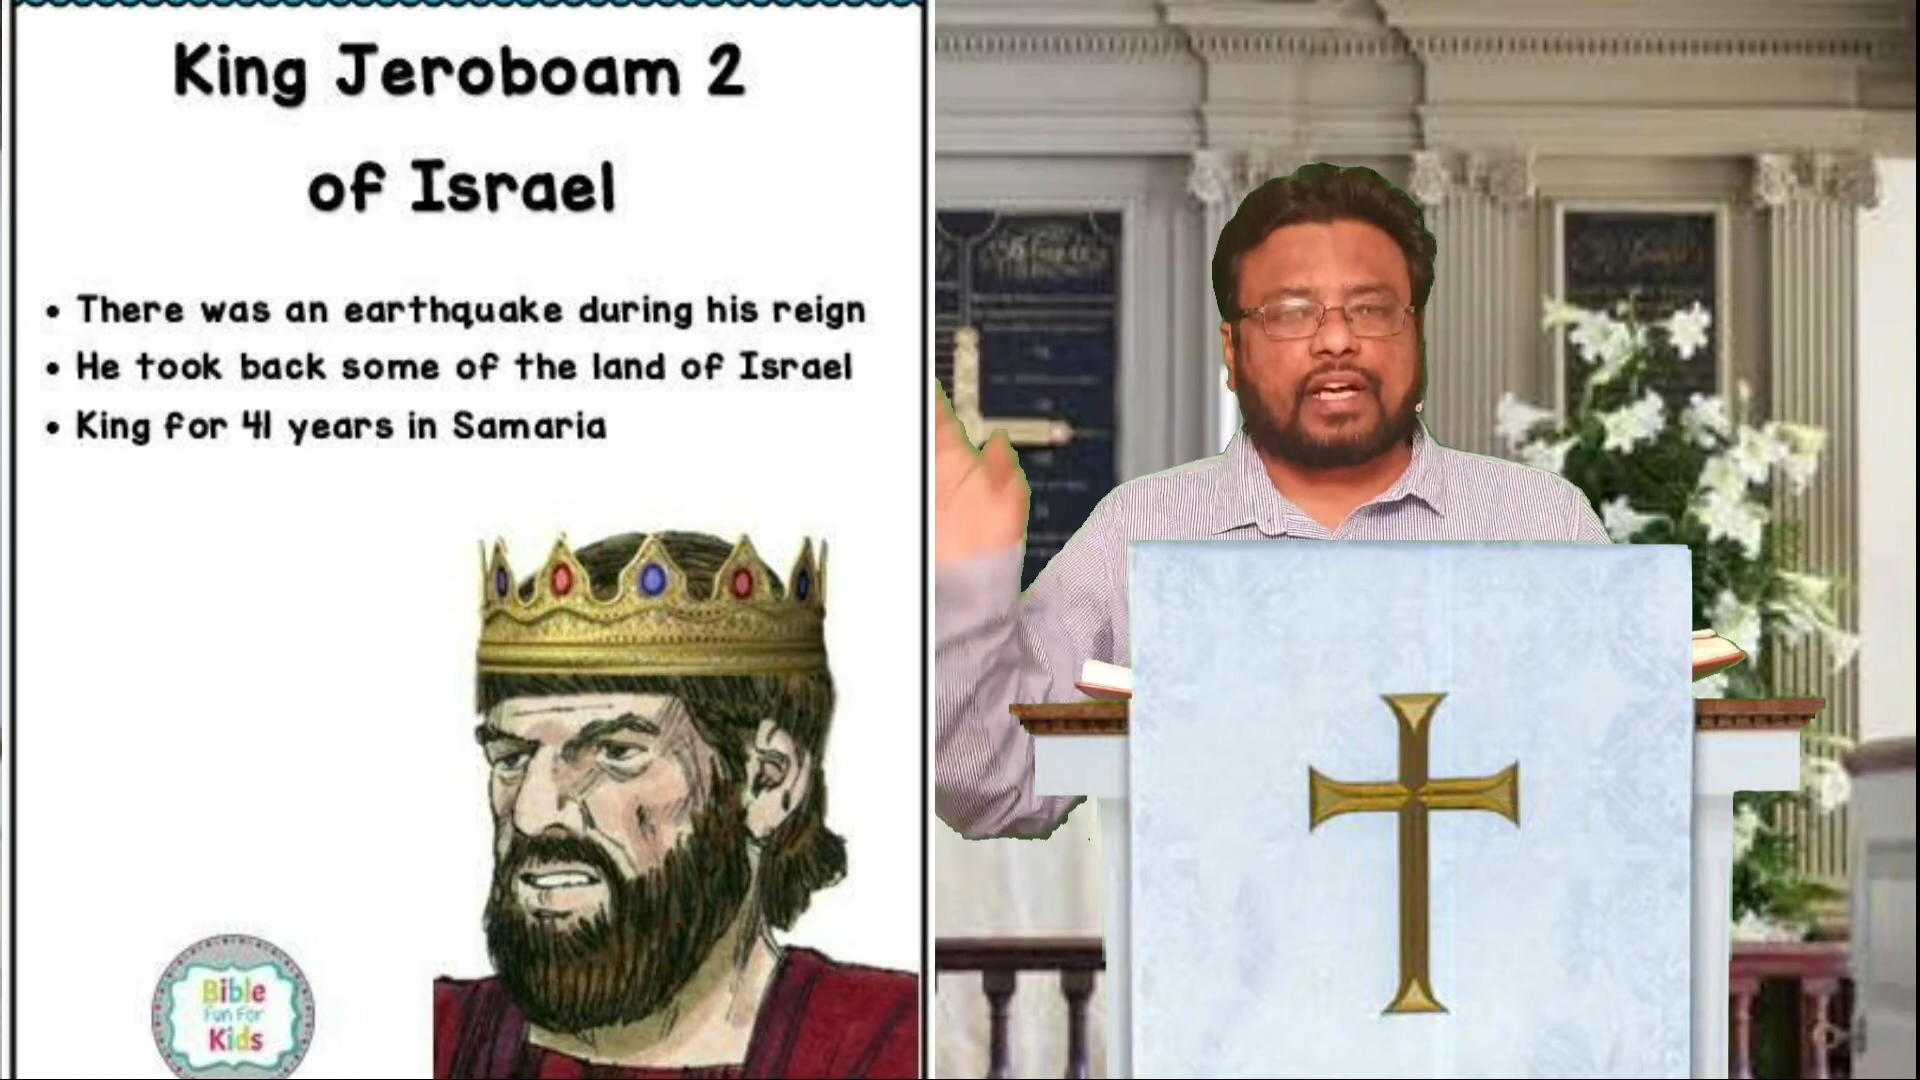 King Jeroboam 2
of Israel
• There was an earthquake during his reign
• He took back some of the land of Israel
• King for 41 years in Samaria
Bible
Fun For
Kids